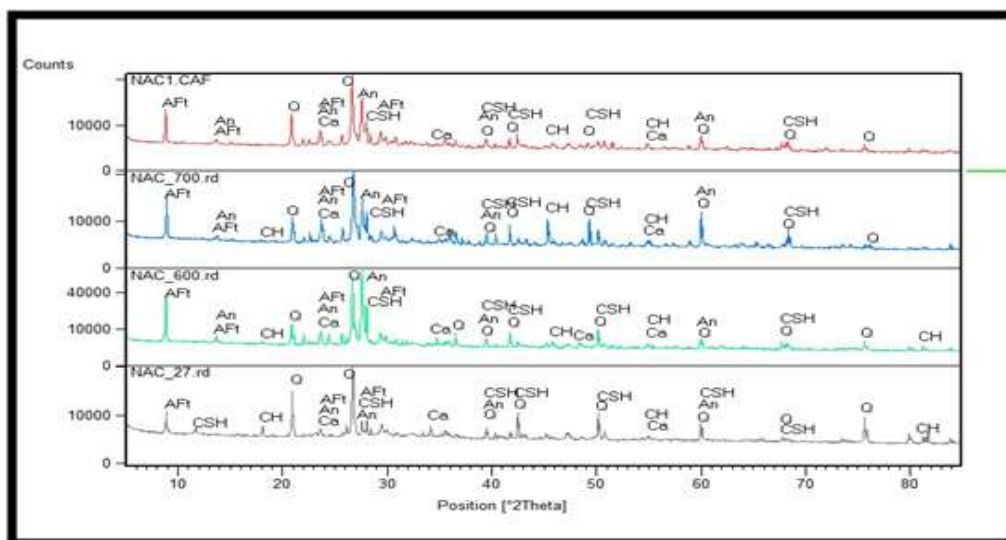 Counts
NAC1.CAF
AFt
An
AFt
Q
AFt
An
Ca
Q
An
AFt
CSH
Ca
CSH
An
Q
CSH
Q
CH
CSH
Q
CH
Ca
An
Q
CSH
Q
Q
10000
0
NAC_700.rd
AFt
An
AFt
CH
Q
AFt
An
Ca
Q
An
AFt
CSH
Ca
CSH
An
Q
CSH
Q
CH
CSH
Q
CH
Ca
An
Q
CSH
Q
Q
10000
0
NAC_600.rd
40000
AFt
An
AFt
CH
Q
AFt
An
Ca
Q
An
AFt
CSH
Ca
Q
CSH
An
Q
CSH
Q
CH
Ca
CSH
Q
CH
Ca
An
Q
CSH
Q
Q
CH
10000
0
NAC_27.rd
AFt
CSH
CH
Q
AFt
An
Ca
Q
AFt
CSH
An
Ca
CSH
An
Q
CSH
Q
CSH
Q
CH
Ca
CSH
An
Q
Q
CSH
Q
CH
10000
0
10 20 30 40 50 60 70 80
Position [°2Theta]